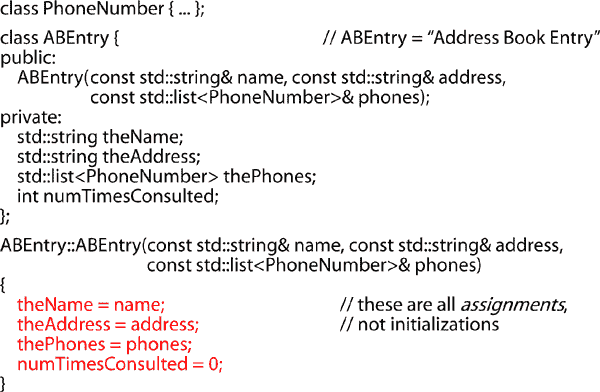 class PhoneNumber { ... };
class ABEntry { // ABEntry = “Address Book Entry”
public:
ABEntry(const std::string& name, const std::string& address,
const std::list<PhoneNumber>& phones);
private:
std::string theName;
std::string theAddress;
std::list<PhoneNumber> thePhones;
int numTimesConsulted;
};
ABEntry::ABEntry(const std::string& name, const std::string& address,
const std::list<PhoneNumber>& phones)
{
theName = name; // these are all assignments,
theAddress = address; // not initializations
thePhones = phones;
numTimesConsulted = 0;
}